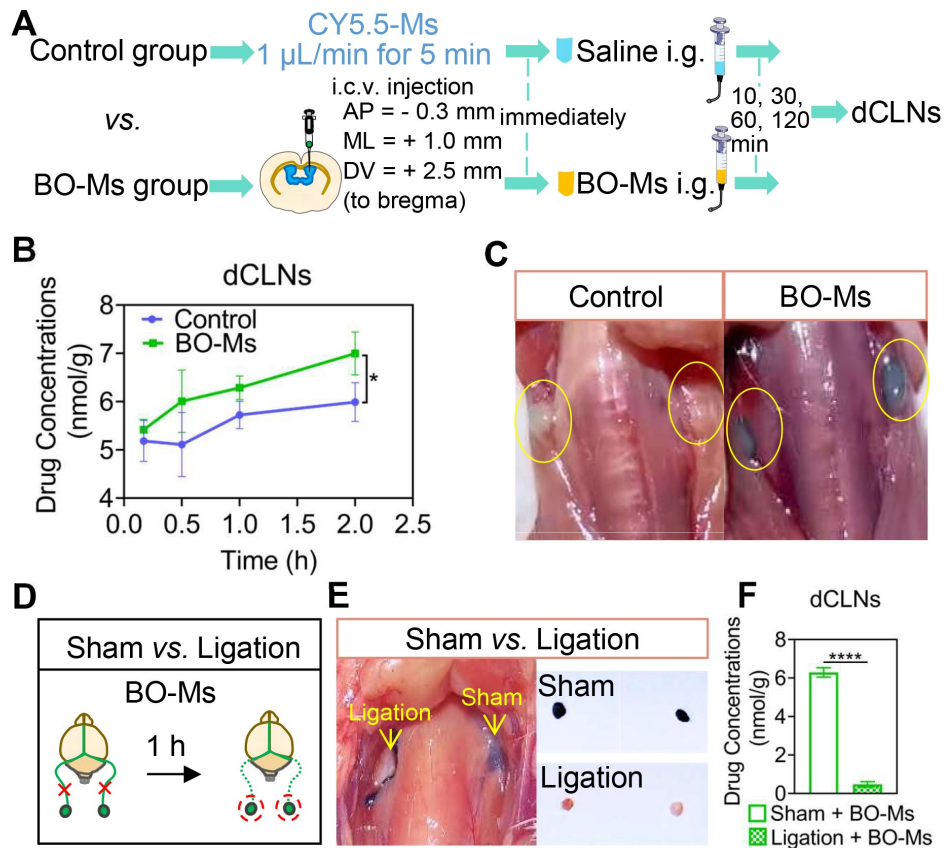 A
Control group
CY5.5-Ms
1 µL/min for 5 min
Saline i.g.
vs.
i.c.v. injection
AP = - 0.3 mm
ML = + 1.0 mm
DV = + 2.5 mm
(to bregma)
immediately
10, 30,
60, 120
min
dCLNs
BO-Ms group
BO-Ms i.g.
B
dCLNs
Drug Concentrations
(nmol/g)
8
7
6
5
4
Control
BO-Ms
*
0.0 0.5 1.0 1.5 2.0 2.5
Time (h)
C
Control
BO-Ms
D
Sham vs. Ligation
BO-Ms
1 h
E
Sham vs. Ligation
Ligation
Sham
Sham
Ligation
F
dCLNs
Drug Concentrations
(nmol/g)
8
6
4
2
0
****
Sham + BO-Ms
Ligation + BO-Ms